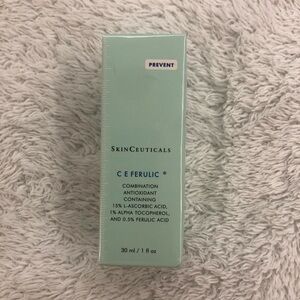 PREVENT
SKINCEUTICALS
C E FERULIC ®
COMBINATION
ANTIOXIDANT
CONTAINING
15% L-ASCORBIC ACID,
1% ALPHA TOCOPHEROL,
AND 0.5% FERULIC ACID
30 ml / 1 fl oz